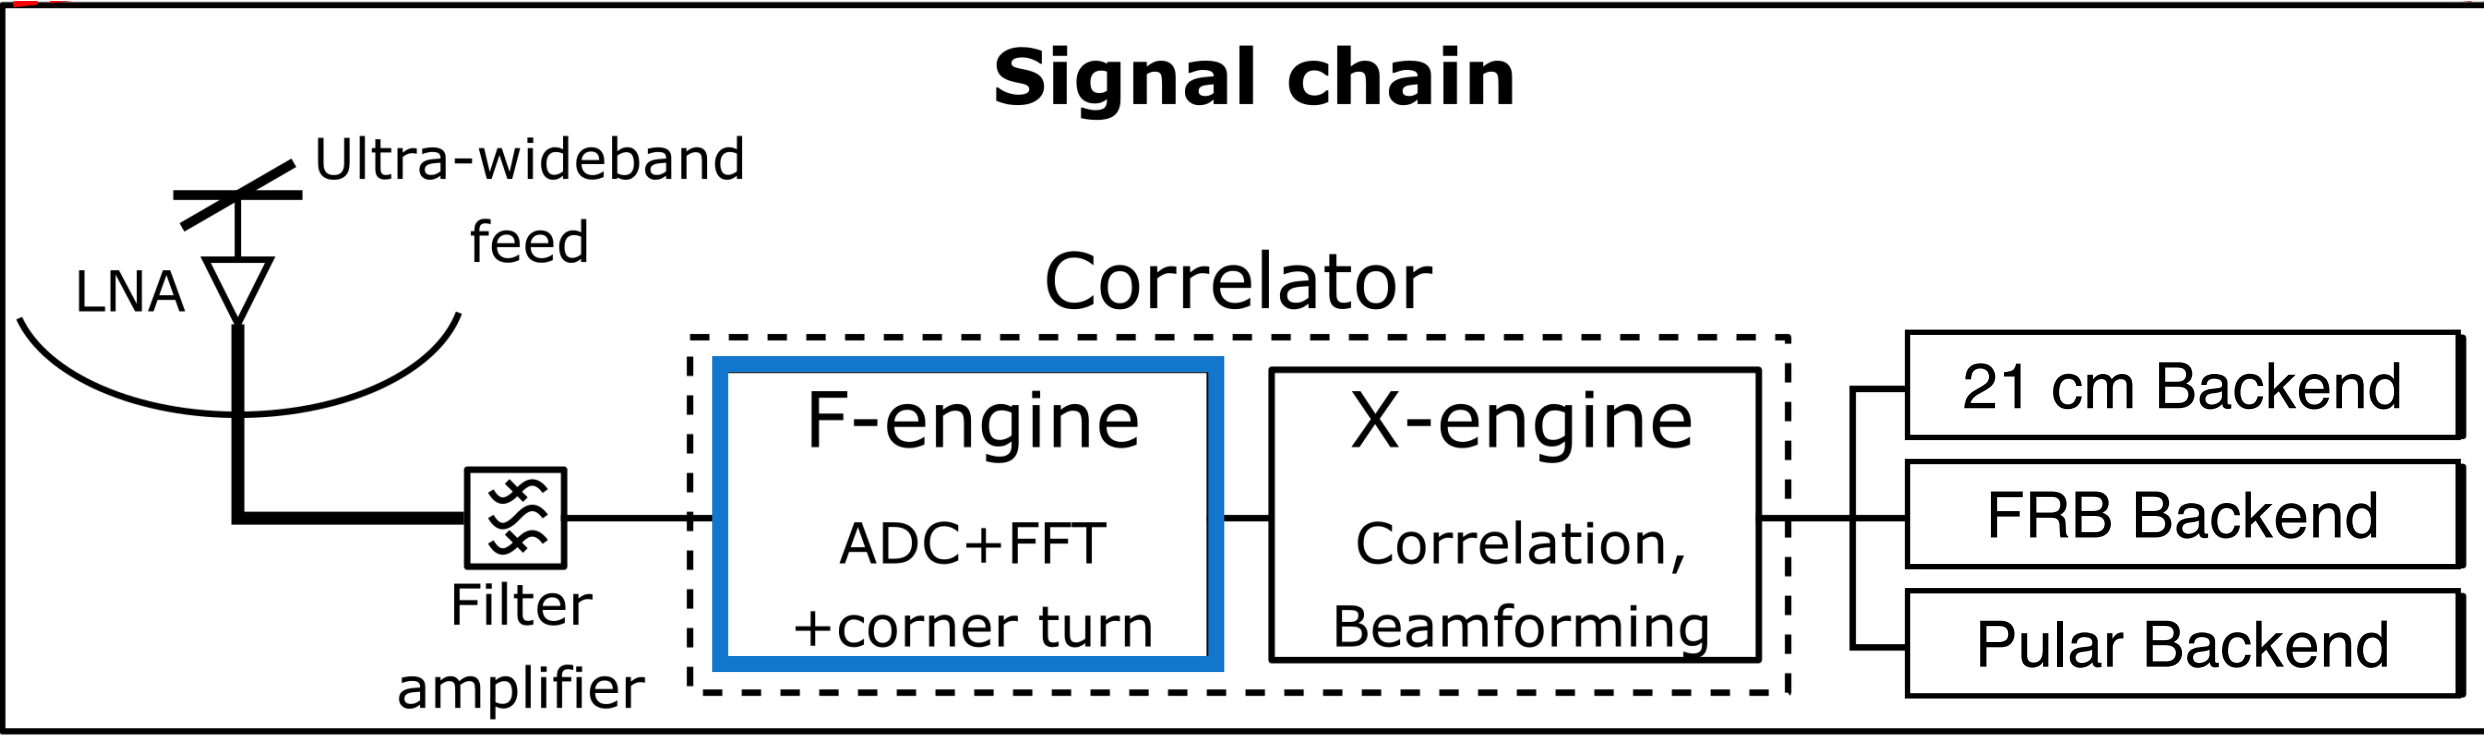 Signal chain
Ultra-wideband
feed
LNA
Filter
amplifier
Correlator
F-engine
ADC+FFT
+corner turn
X-engine
Correlation,
Beamforming
21 cm Backend
FRB Backend
Pular Backend